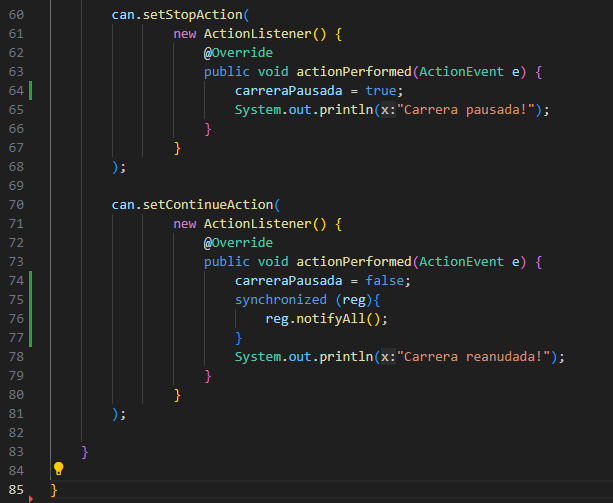 60 can.setStopAction(
61 new ActionListener() {
62 @Override
63 public void actionPerformed(ActionEvent e) {
64 carreraPausada = true;
65 System.out.println(x:"Carrera pausada!");
66 }
67 }
68 );
69
70 can.setContinueAction(
71 new ActionListener() {
72 @Override
73 public void actionPerformed(ActionEvent e) {
74 carreraPausada = false;
75 synchronized (reg){
76 reg.notifyAll();
77 }
78 System.out.println(x:"Carrera reanudada!");
79 }
80 }
81 );
82
83 }
84
85 }